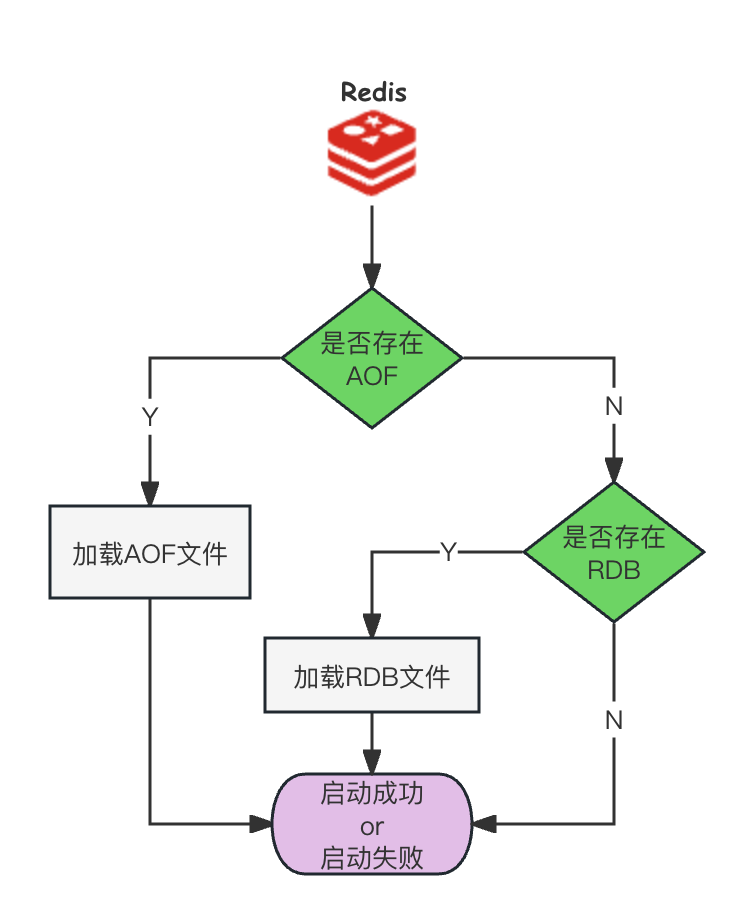 Redis
是否存在
AOF
Y
N
加载AOF文件
是否存在
RDB
Y
加载RDB文件
N
启动成功
or
启动失败